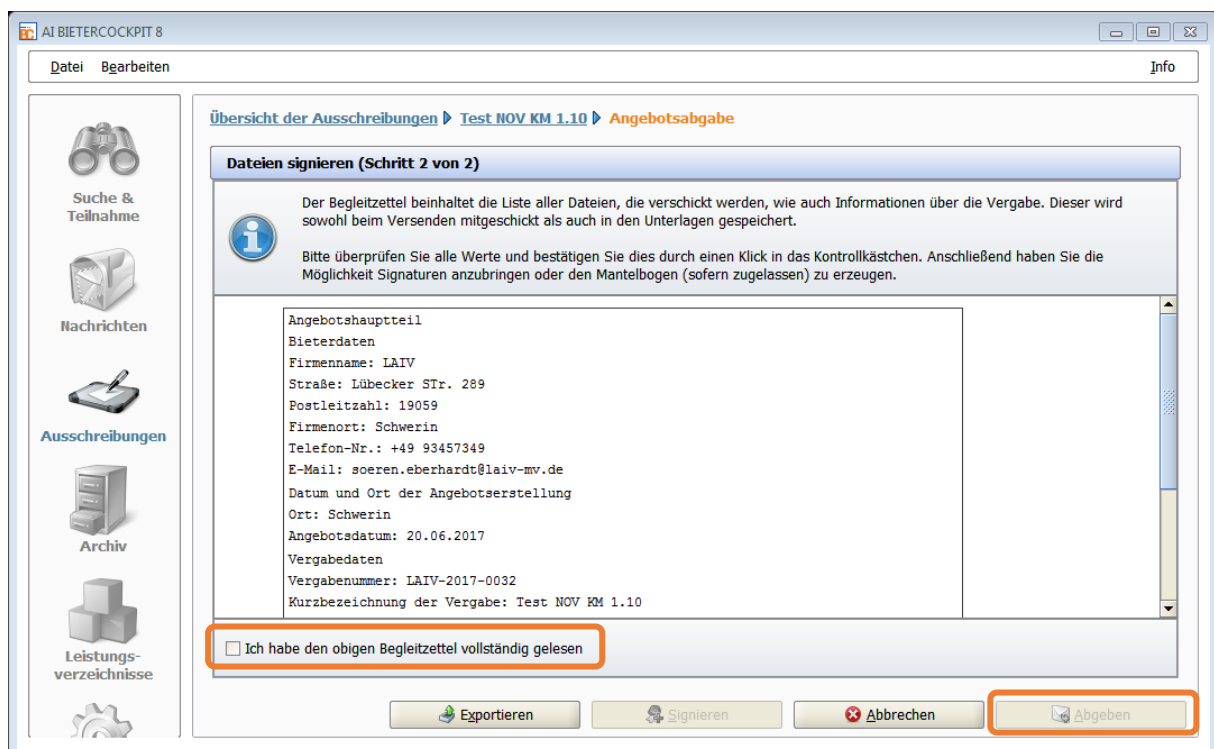 AI BIETERCOCKPIT 8
Datei Bearbeiten Info
Übersicht der Ausschreibungen Test NOV KM 1.10 Angebotsabgabe
Dateien signieren (Schritt 2 von 2)
Der Begleitzettel beinhaltet die Liste aller Dateien, die verschickt werden, wie auch Informationen über die Vergabe. Dieser wird
sowohl beim Versenden mitgeschickt als auch in den Unterlagen gespeichert.
Bitte überprüfen Sie alle Werte und bestätigen Sie dies durch einen Klick in das Kontrollkästchen. Anschließend haben Sie die
Möglichkeit Signaturen anzubringen oder den Mantelbogen (sofern zugelassen) zu erzeugen.
Suche &
Teilnahme
Nachrichten
Ausschreibungen
Archiv
Leistungs-
verzeichnisse
Angebotshauptteil
Bieterdaten
Firmenname: LAIV
Straße: Lübecker STr. 289
Postleitzahl: 19059
Firmenort: Schwerin
Telefon-Nr.: +49 93457349
E-Mail: soeren.eberhardt@laiv-mv.de
Datum und Ort der Angebotserstellung
Ort: Schwerin
Angebotsdatum: 20.06.2017
Vergabedaten
Vergabenummer: LAIV-2017-0032
Kurzbezeichnung der Vergabe: Test NOV KM 1.10
Ich habe den obigen Begleitzettel vollständig gelesen
Exportieren Signieren Abbrechen Abgeben